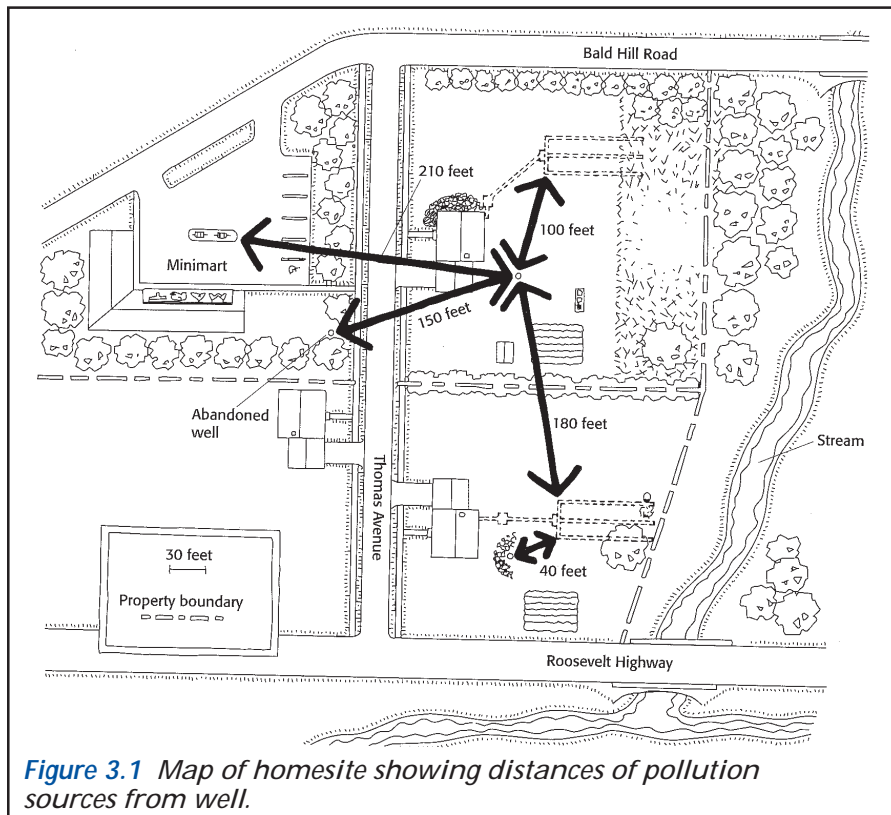 Bald Hill Road
210 feet
100 feet
Minimart
150 feet
Abandoned
well
180 feet
Stream
Thomas Avenue
30 feet
Property boundary
40 feet
Roosevelt Highway
Figure 3.1 Map of homesite showing distances of pollution
sources from well.